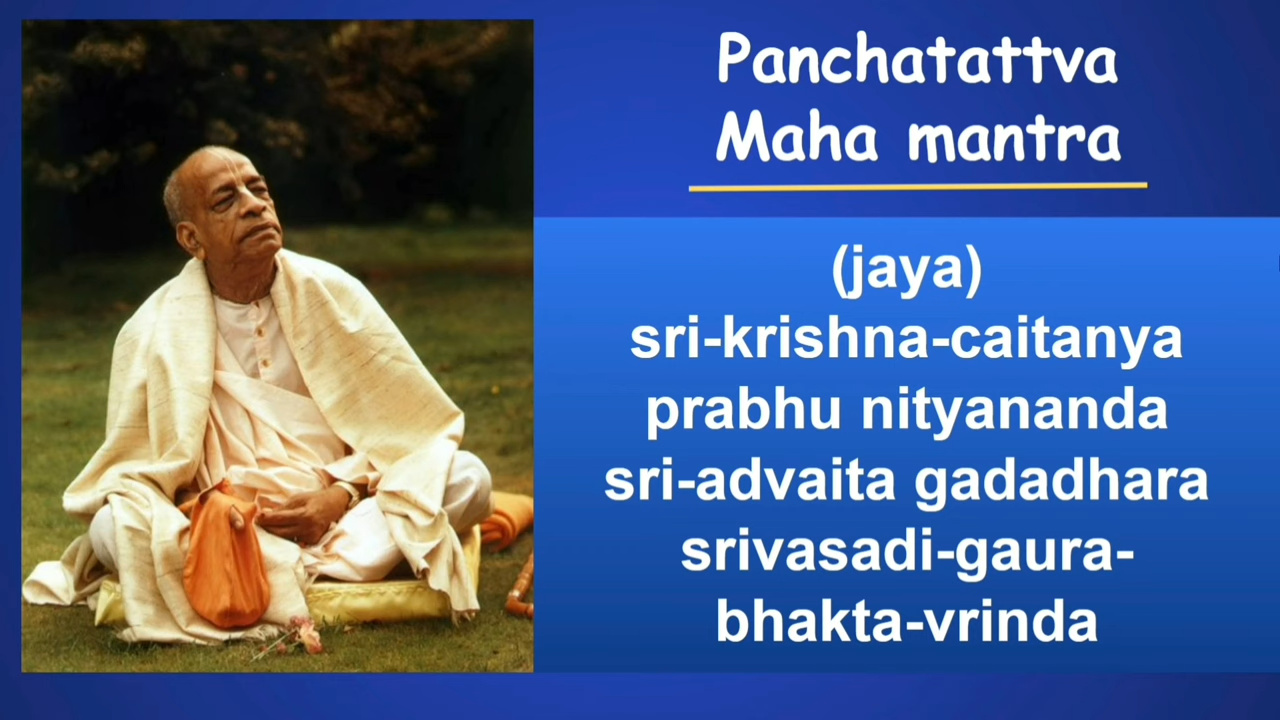 Panchatattva
Maha mantra
(jaya)
sri-krishna-caitanya
prabhu nityananda
sri-advaita gadadhara
srivasadi-gaura-
bhakta-vrinda